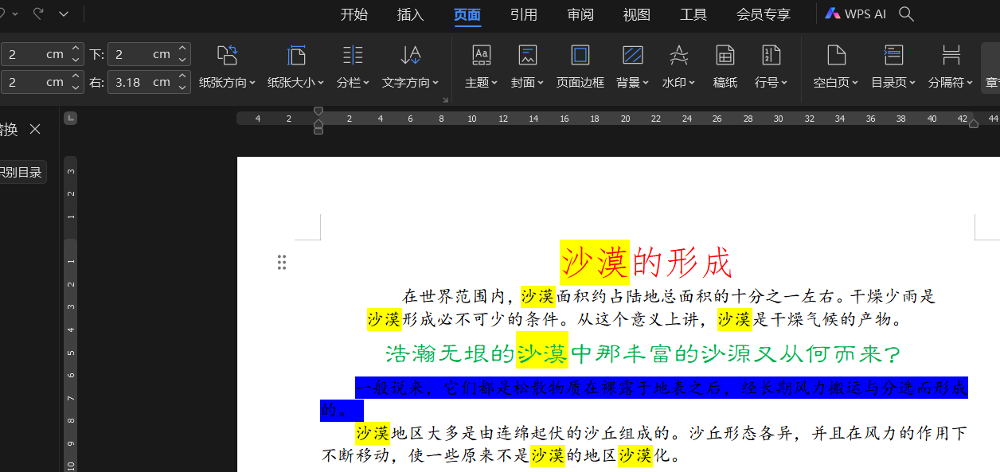 开始 插入 页面 引用 审阅 视图 工具 会员专享 WPS AI
2 cm 下: 2 cm
2 cm 右: 3.18 cm
纸张方向 纸张大小 分栏 文字方向 主题 封面 页面边框 背景 水印 稿纸 行号 空白页 目录页 分隔符
替换
识别目录
4 2 2 4 6 8 10 12 14 16 18 20 22 24 26 28 30 32 34 36 38 40 42 44
3
2
1
1
2
3
4
5
6
7
8
9
10
沙漠的形成
在世界范围内，沙漠面积约占陆地总面积的十分之一左右。干燥少雨是
沙漠形成必不可少的条件。从这个意义上讲，沙漠是干燥气候的产物。
浩瀚无垠的沙漠中那丰富的沙源又从何而来？
一般说来，它们都是松散物质在裸露于地表之后，经长期风力搬运与分选而形成
的。
沙漠地区大多是由连绵起伏的沙丘组成的。沙丘形态各异，并且在风力的作用下
不断移动，使一些原来不是沙漠的地区沙漠化。